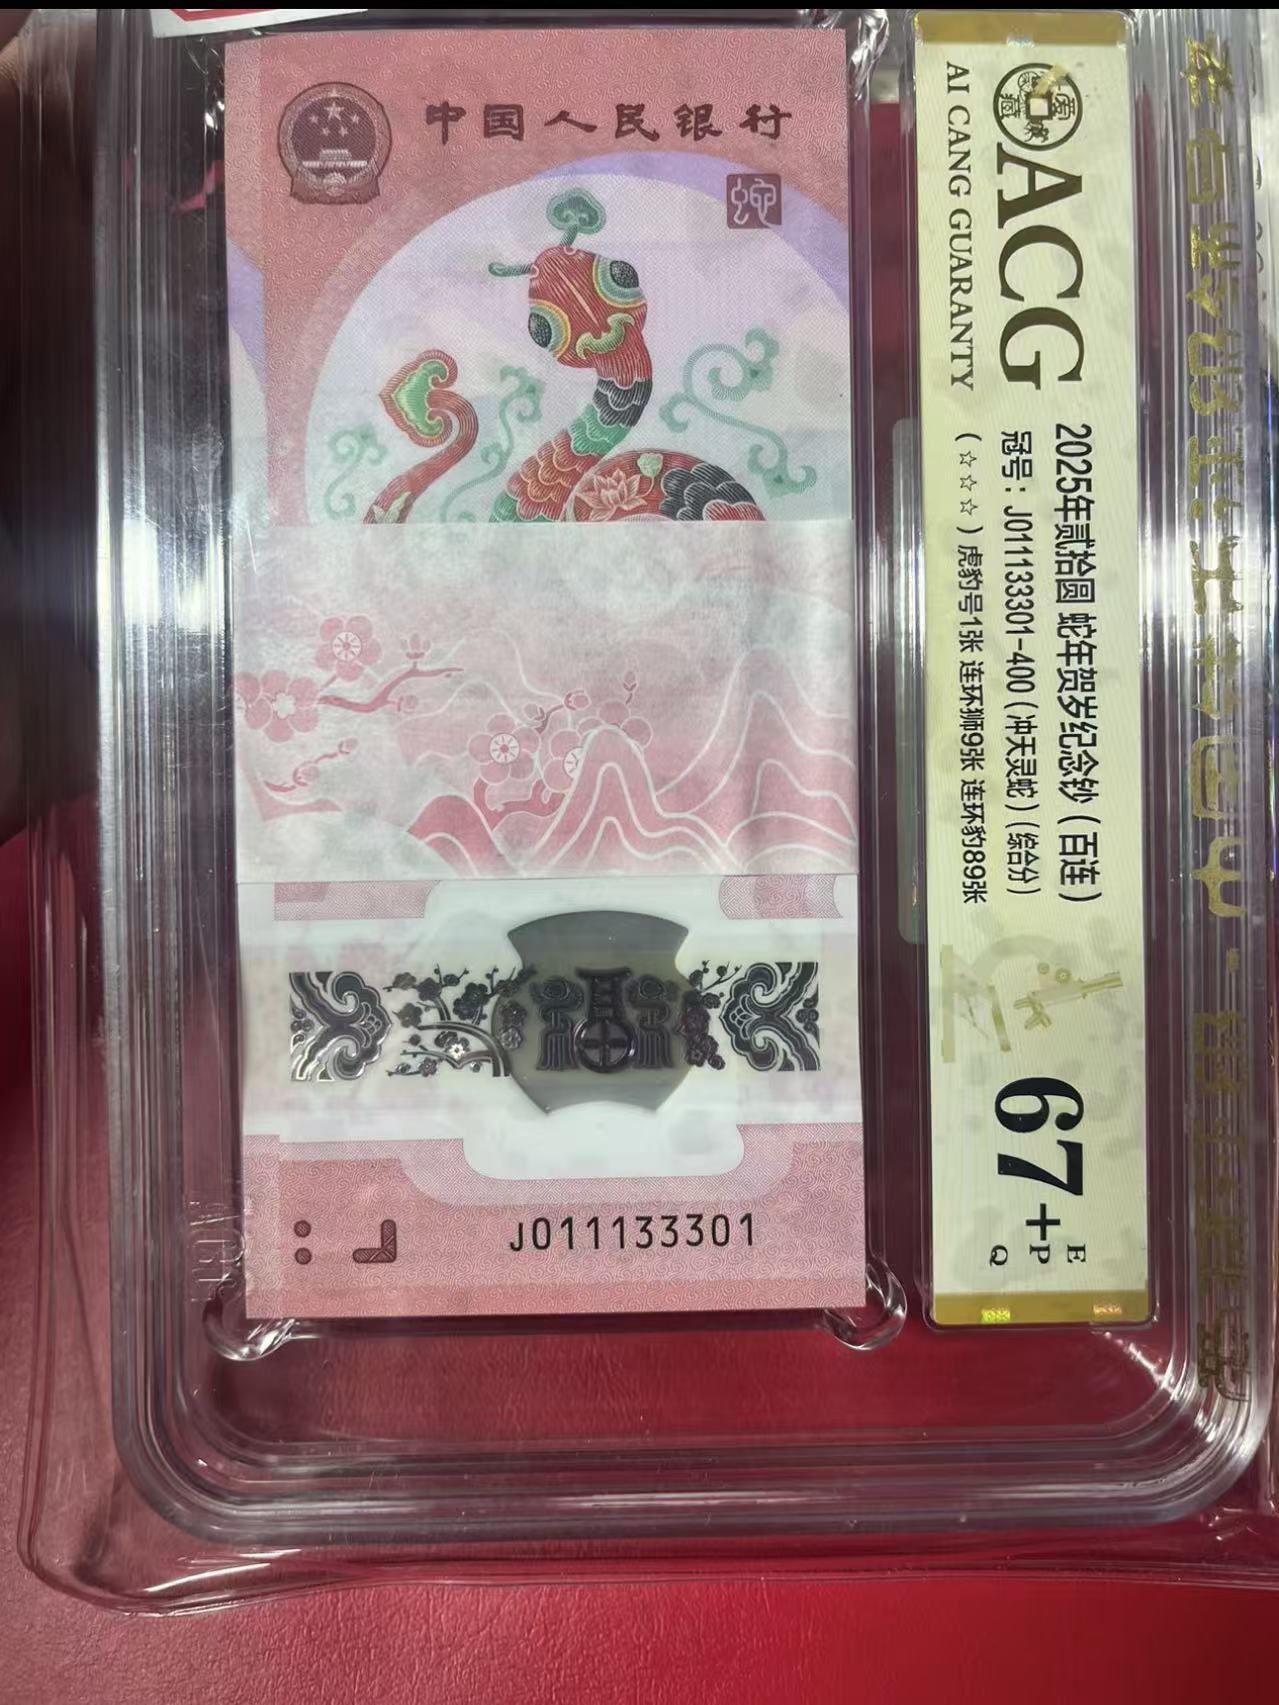 中国人民银行
蛇
J011133301
ACG
AI CANG GUARANTY
2025年贰拾圆 蛇年贺岁纪念钞（百连）
冠号：J011133301-400（冲天灵蛇）（综合分）
（☆☆☆）虎豹号1张 连环狮9张 连环豹89张
67+
E
P
Q